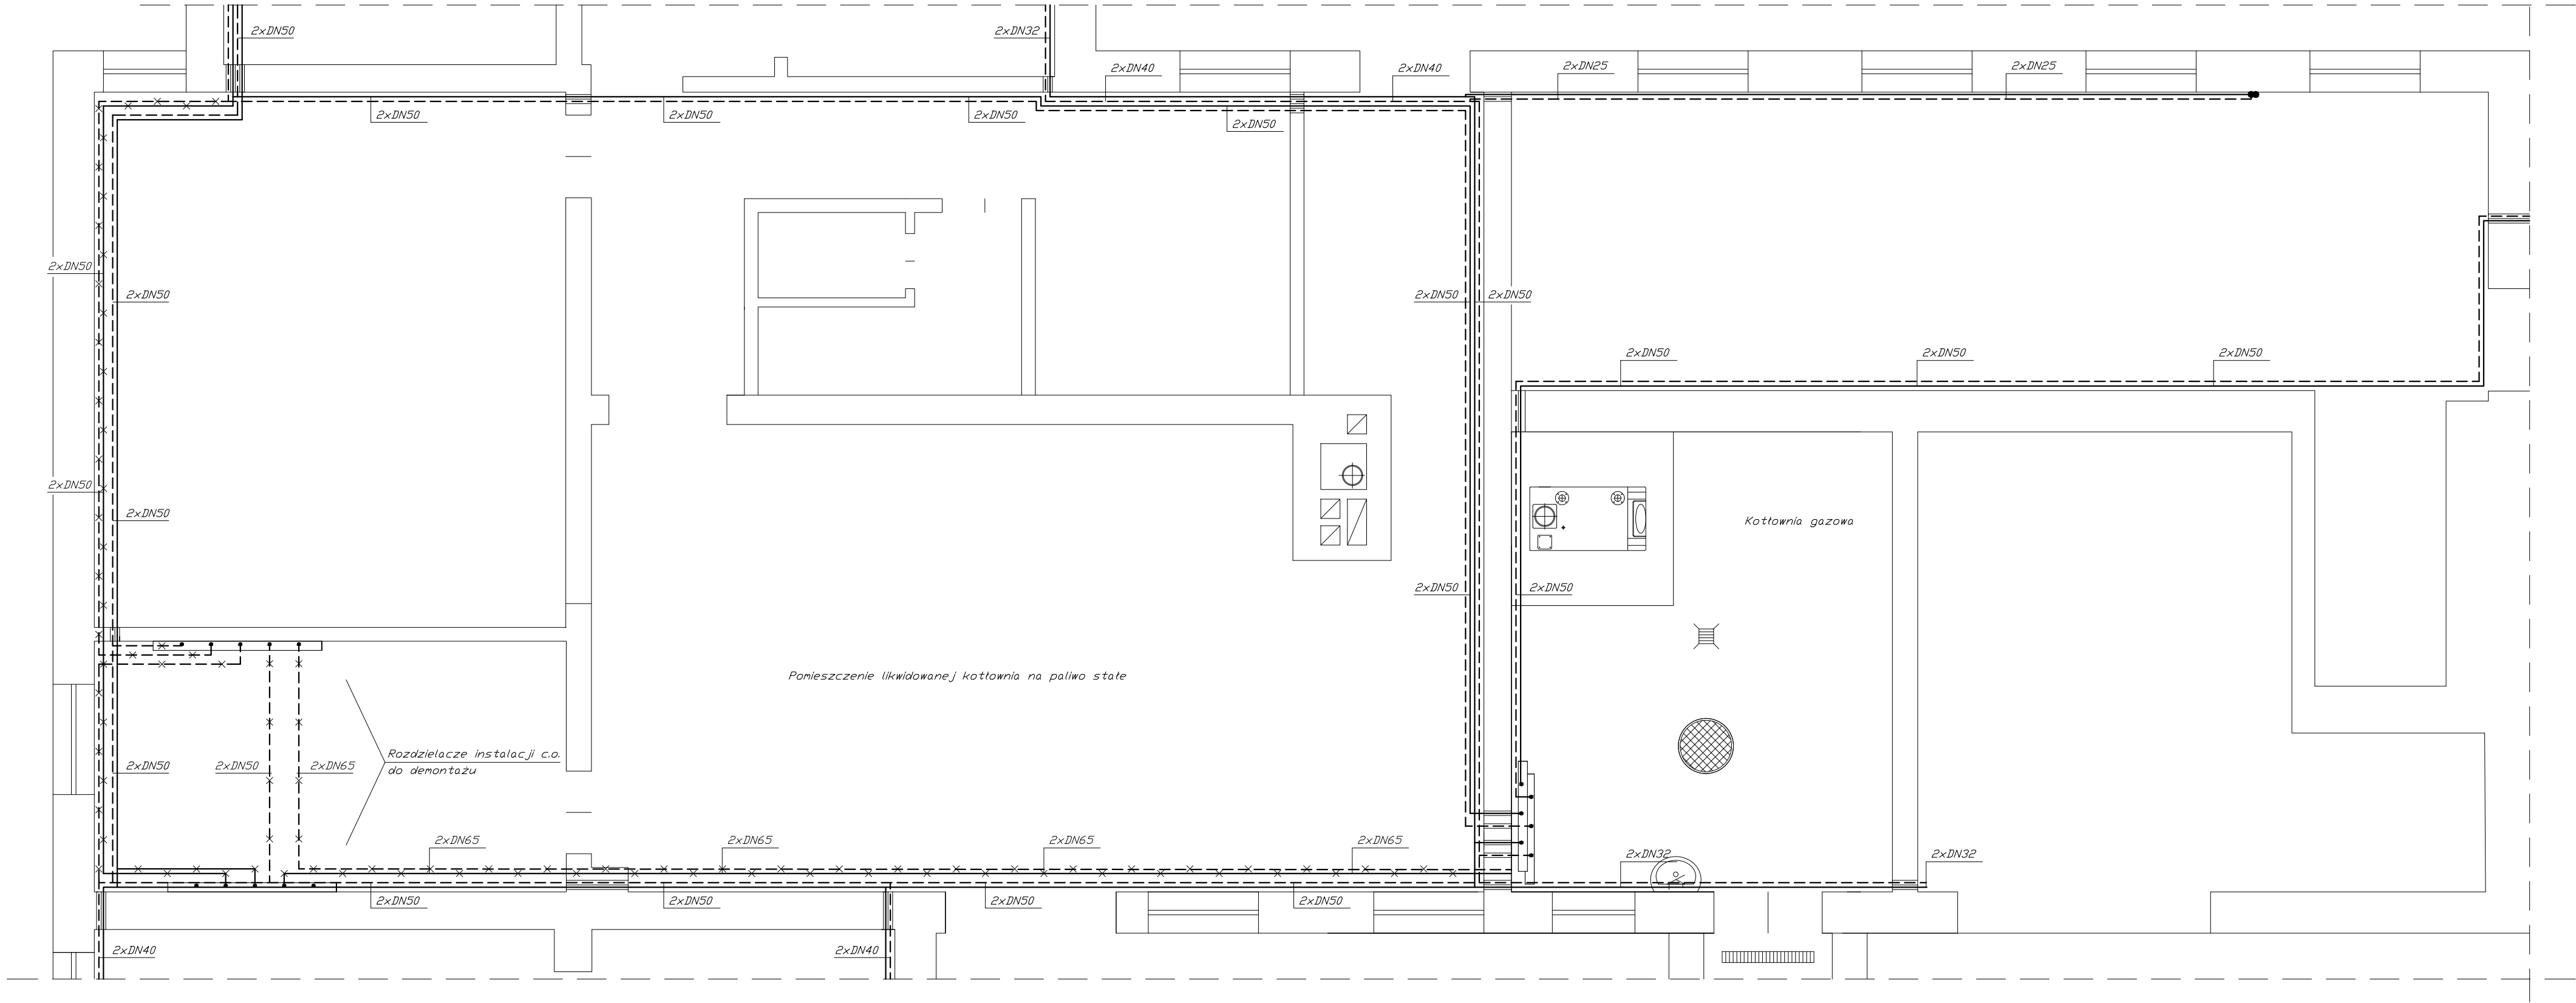 2xDN50
2xDN32
2xDN40
2xDN40
2xDN25
2xDN25
2xDN50
2xDN50
2xDN50
2xDN50
2xDN50
2xDN50
2xDN50
2xDN50
2xDN50
2xDN50
2xDN50
2xDN50
2xDN50
Kotłownia gazowa
2xDN50
2xDN50
Pomieszczenie likwidowanej kotłownia na paliwo stałe
Rozdzielacze instalacji c.o.
do demontażu
2xDN50
2xDN50
2xDN65
2xDN65
2xDN65
2xDN65
2xDN65
2xDN32
2xDN32
2xDN50
2xDN50
2xDN50
2xDN50
2xDN40
2xDN40